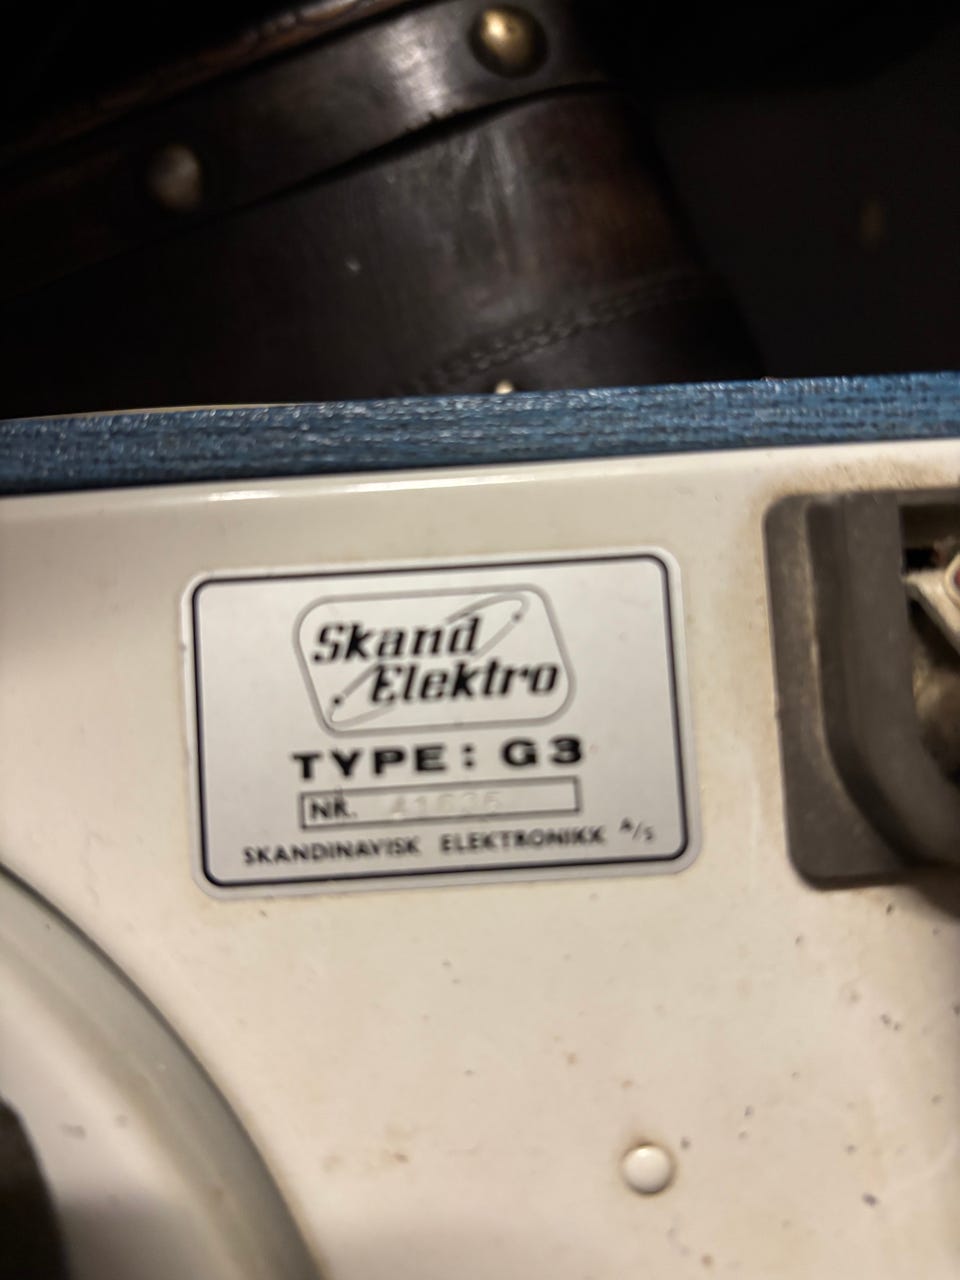 Skand
Elektro
TYPE: G3
NR.
SKANDINAVISK ELEKTRONIKK A/S